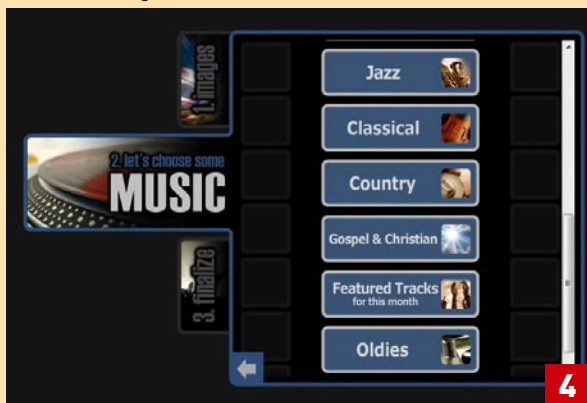 1. images
2. let's choose some
MUSIC
3. finalize
Jazz
Classical
Country
Gospel & Christian
Featured Tracks
for this month
Oldies
4